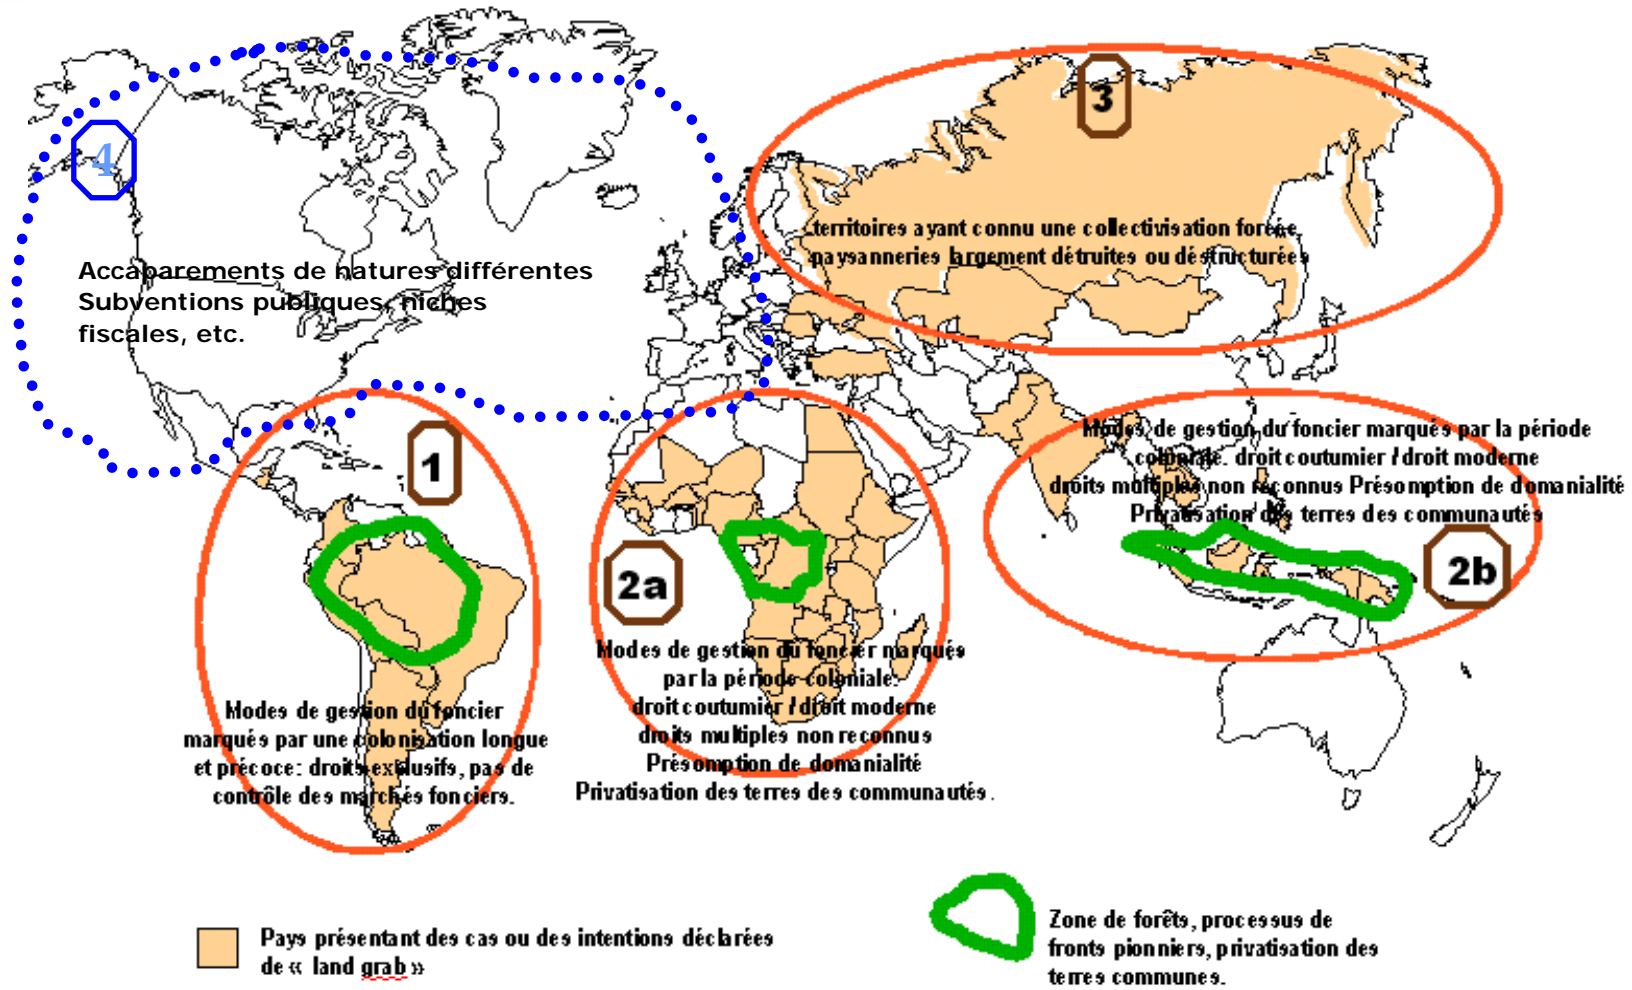 3
4
territoires ayant connu une collectivisation forcée,
paysanneries largement détruites ou déstructurées
Accaparements de natures différentes
Subventions publiques, niches
fiscales, etc.
1
Modes de gestion du foncier marqués par la période
coloniale. droit coutumier / droit moderne
droits multiples non reconnus Présomption de domanialité
Privatisation des terres des communautés
2a
2b
Modes de gestion du foncier marqués
par la période coloniale.
droit coutumier / droit moderne
droits multiples non reconnus
Présomption de domanialité
Privatisation des terres des communautés.
Modes de gestion du foncier
marqués par une colonisation longue
et précoce: droits exclusifs, pas de
contrôle des marchés fonciers.
Pays présentant des cas ou des intentions déclarées
de « land grab »
Zone de forêts, processus de
fronts pionniers, privatisation des
terres communes.